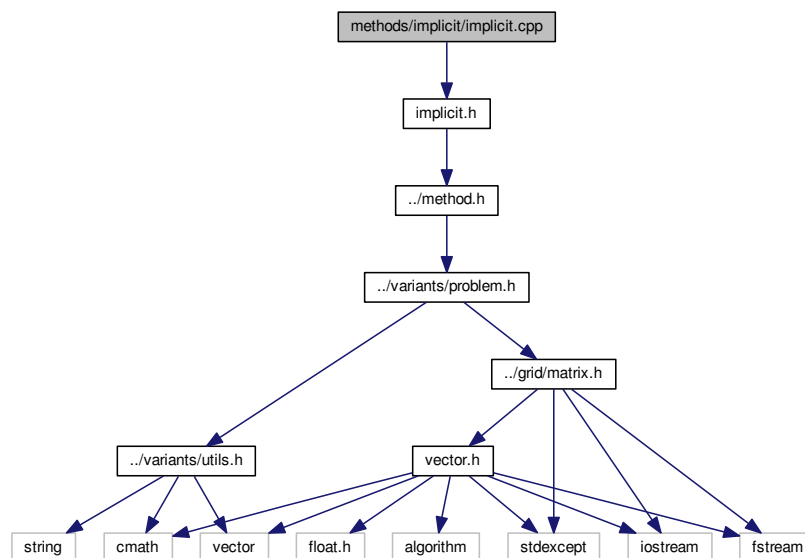 methods/implicit/implicit.cpp
implicit.h
../method.h
../variants/problem.h
../grid/matrix.h
../variants/utils.h
vector.h
string
cmath
vector
float.h
algorithm
stdexcept
iostream
fstream